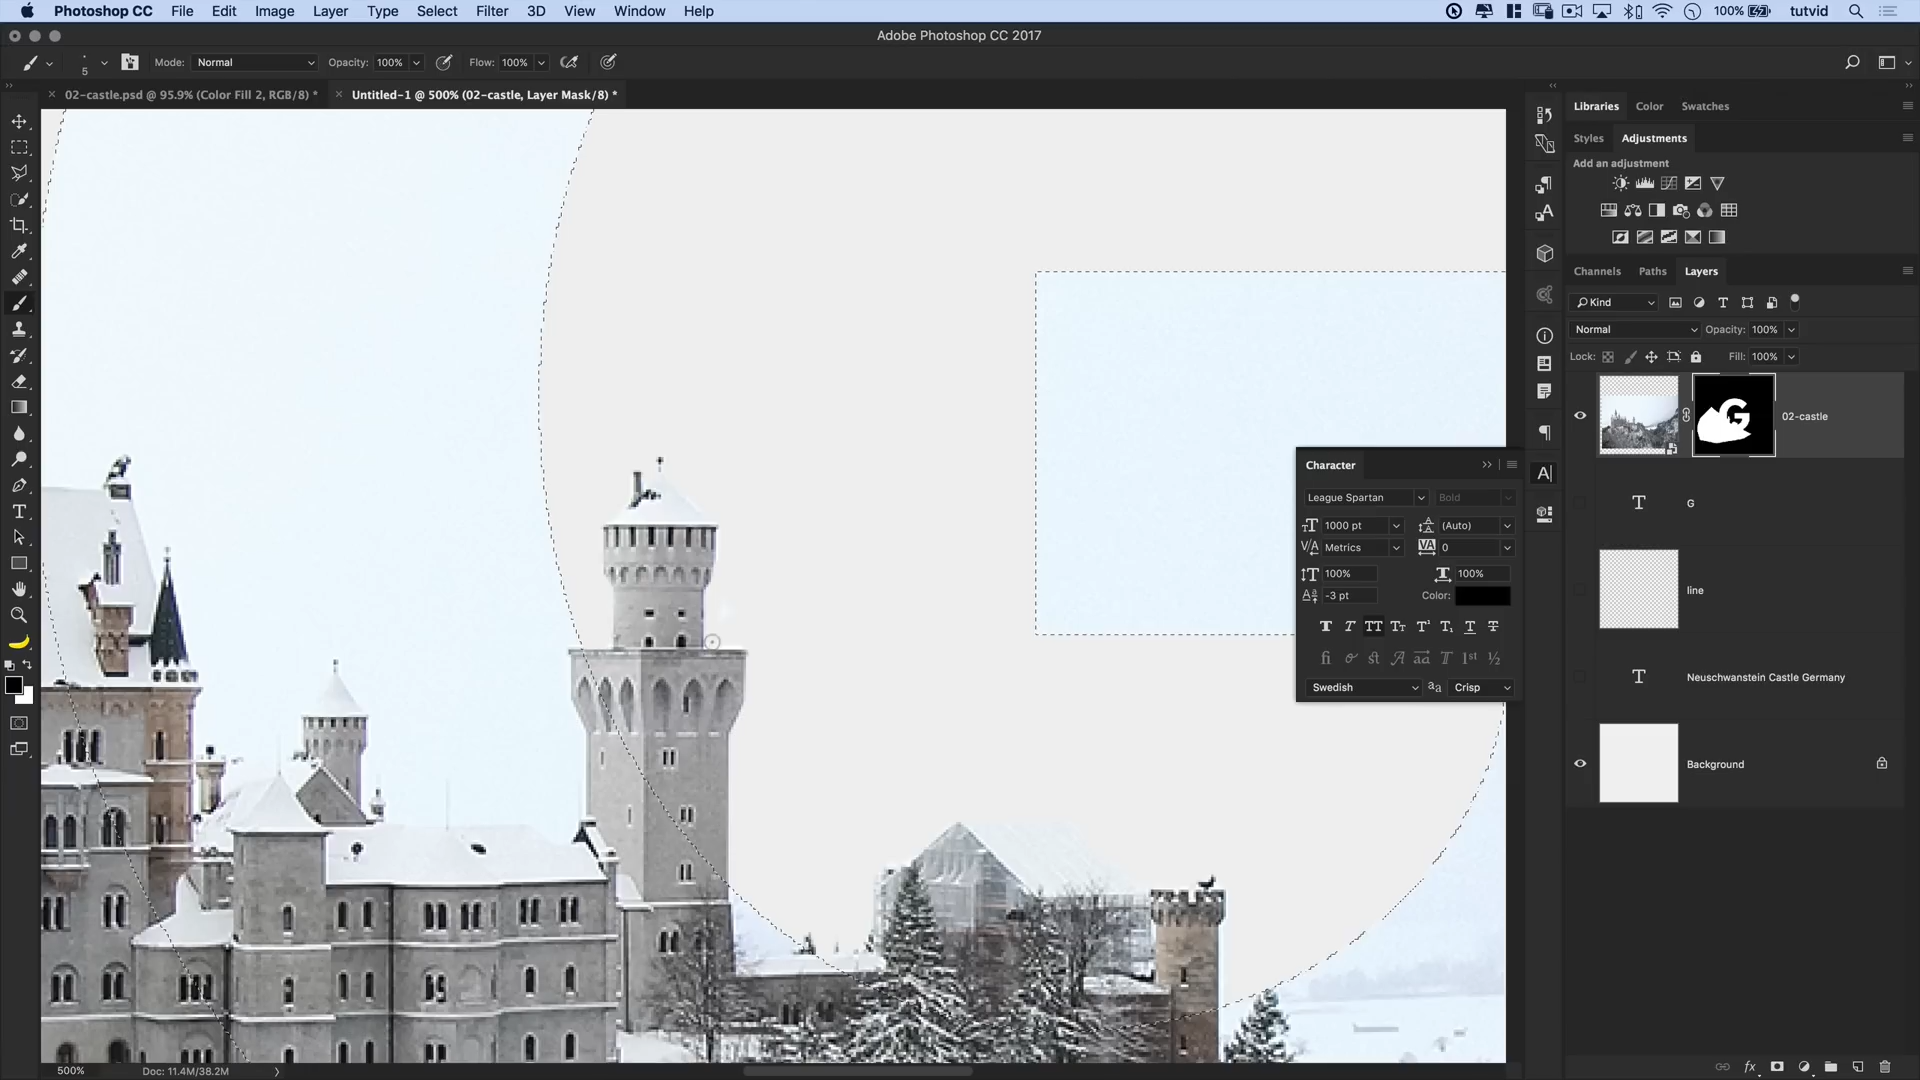 Photoshop CC File Edit Image Layer Type Select Filter 3D View Window Help 100% tutvid
Adobe Photoshop CC 2017
5 Mode: Normal Opacity: 100% Flow: 100%
02-castle.psd @ 95.9% (Color Fill 2, RGB/8) * Untitled-1 @ 500% (02-castle, Layer Mask/8) *
Libraries Color Swatches
Styles Adjustments
Add an adjustment
Channels Paths Layers
Kind
Normal Opacity: 100%
Lock: Fill: 100%
02-castle
G
line
Neuschwanstein Castle Germany
Background
Character
League Spartan Bold
1000 pt (Auto)
Metrics 0
100% 100%
-3 pt Color:
Swedish Crisp
500% Doc: 11.4M/38.2M